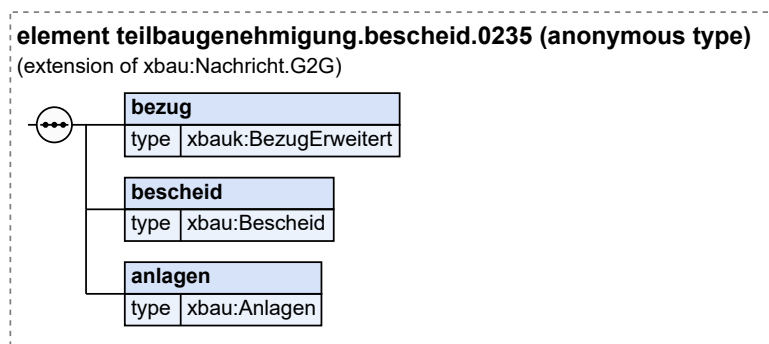 element teilbaugenehmigung.bescheid.0235 (anonymous type)
(extension of xbau:Nachricht.G2G)
bezug
type xbauk:BezugErweitert
bescheid
type xbau:Bescheid
anlagen
type xbau:Anlagen